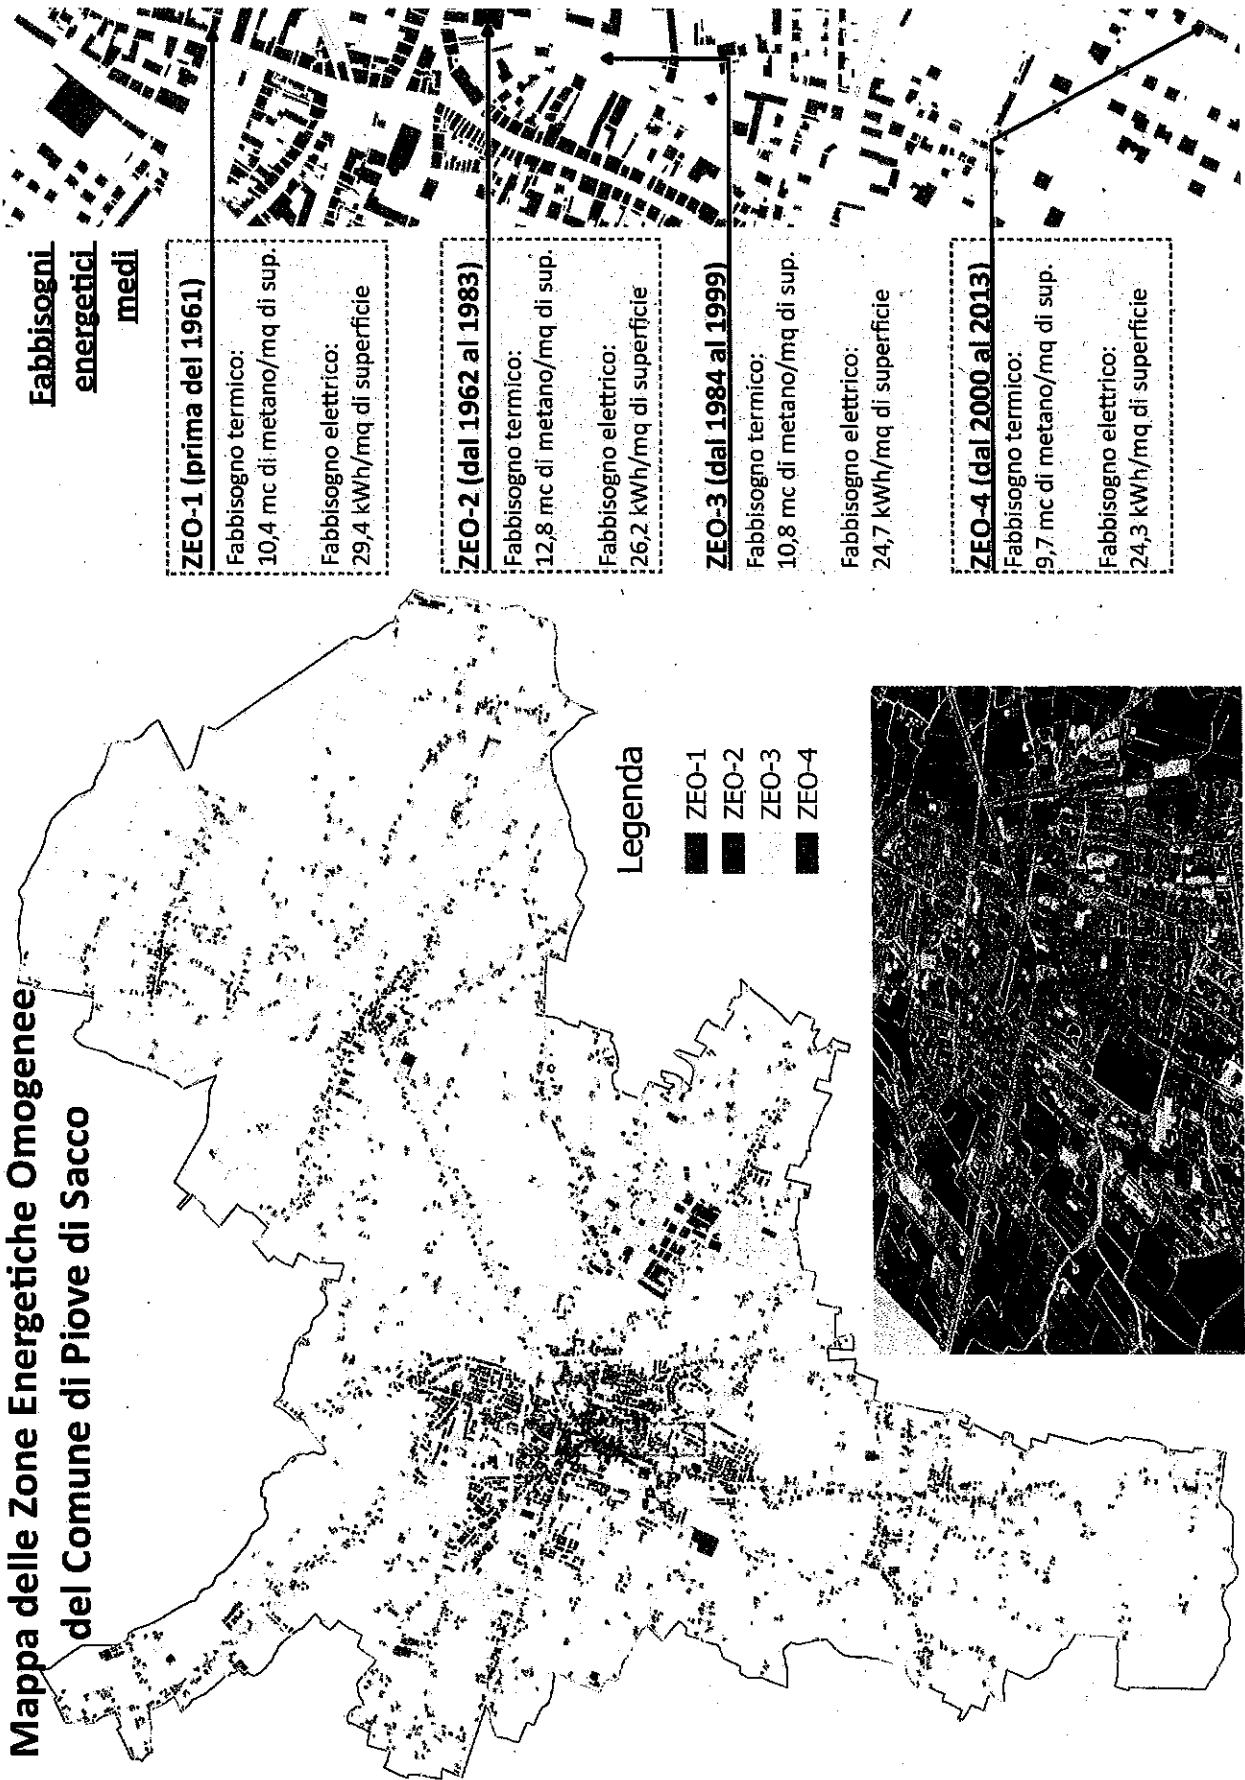 Mappa delle Zone Energetiche Omogenee
del Comune di Piove di Sacco
Fabbisogni
energetici
medi
ZEO-1 (prima del 1961)
Fabbisogno termico:
10,4 mc di metano/mq di sup.
Fabbisogno elettrico:
29,4 kWh/mq di superficie
ZEO-2 (dal 1962 al 1983)
Fabbisogno termico:
12,8 mc di metano/mq di sup.
Fabbisogno elettrico:
26,2 kWh/mq di superficie
ZEO-3 (dal 1984 al 1999)
Fabbisogno termico:
10,8 mc di metano/mq di sup.
Fabbisogno elettrico:
24,7 kWh/mq di superficie
ZEO-4 (dal 2000 al 2013)
Fabbisogno termico:
9,7 mc di metano/mq di sup.
Fabbisogno elettrico:
24,3 kWh/mq di superficie
Legenda
ZEO-1
ZEO-2
ZEO-3
ZEO-4